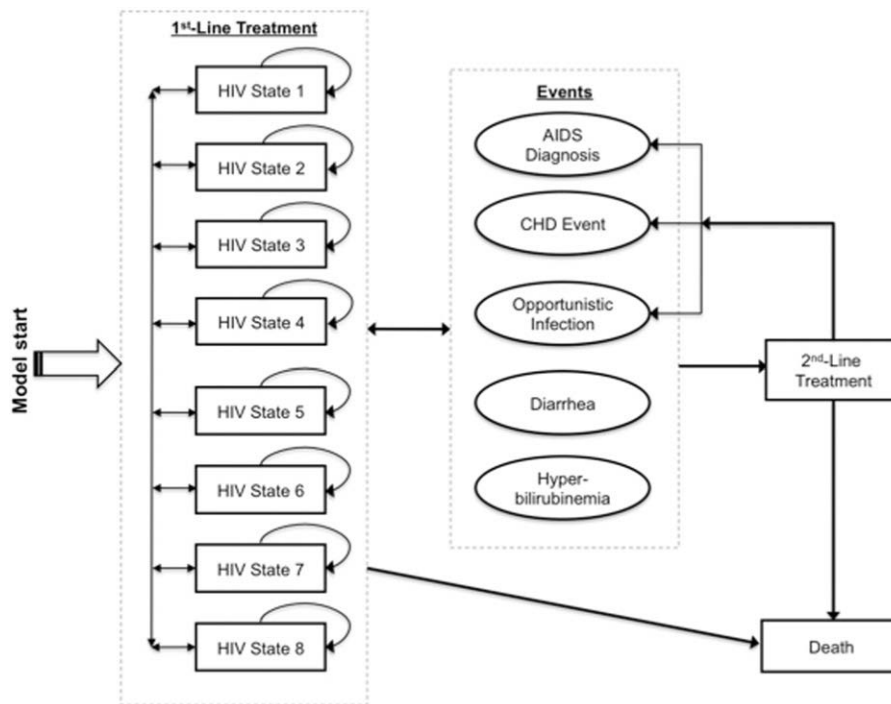 Model start
1st-Line Treatment
HIV State 1
HIV State 2
HIV State 3
HIV State 4
HIV State 5
HIV State 6
HIV State 7
HIV State 8
Events
AIDS
Diagnosis
CHD Event
Opportunistic
Infection
Diarrhea
Hyper-
bilirubinemia
2nd-Line
Treatment
Death